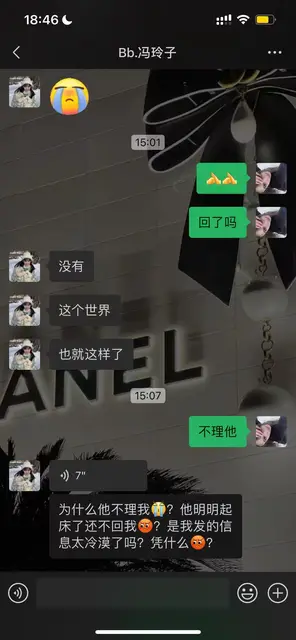 18:46
Bb.冯玲子
15:01
回了吗
没有
这个世界
也就这样了
ANEL
15:07
不理他
7"
为什么他不理我😭？他明明起
床了还不回我😡？是我发的信
息太冷漠了吗？凭什么😡？